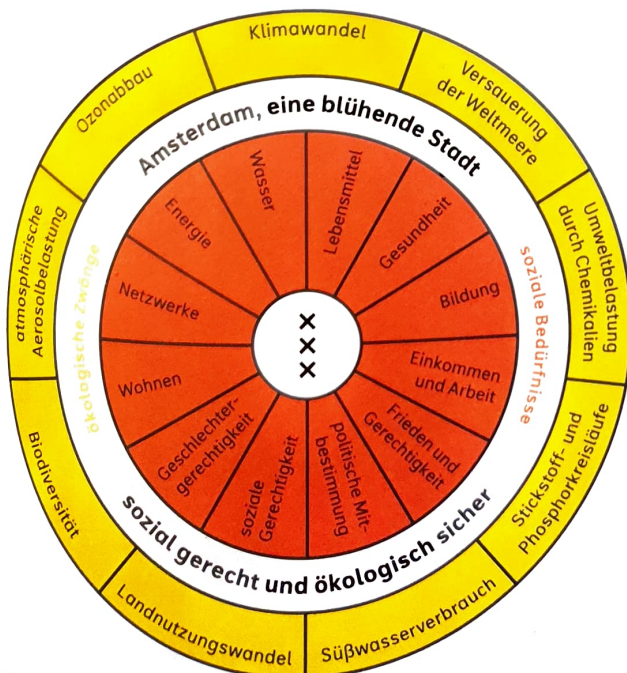 Klimawandel
Versauerung
der Weltmeere
Umweltbelastung
durch Chemikalien
Stickstoff- und
Phosphorkreisläufe
Süßwasserverbrauch
Landnutzungswandel
Biodiversität
atmosphärische
Aerosolbelastung
Ozonabbau
Amsterdam, eine blühende Stadt
soziale Bedürfnisse
sozial gerecht und ökologisch sicher
ökologische Zwänge
Lebensmittel
Gesundheit
Bildung
Einkommen
und Arbeit
Frieden und
Gerechtigkeit
politische Mit-
bestimmung
soziale
Gerechtigkeit
Geschlechter-
gerechtigkeit
Wohnen
Netzwerke
Energie
Wasser
X
X
X